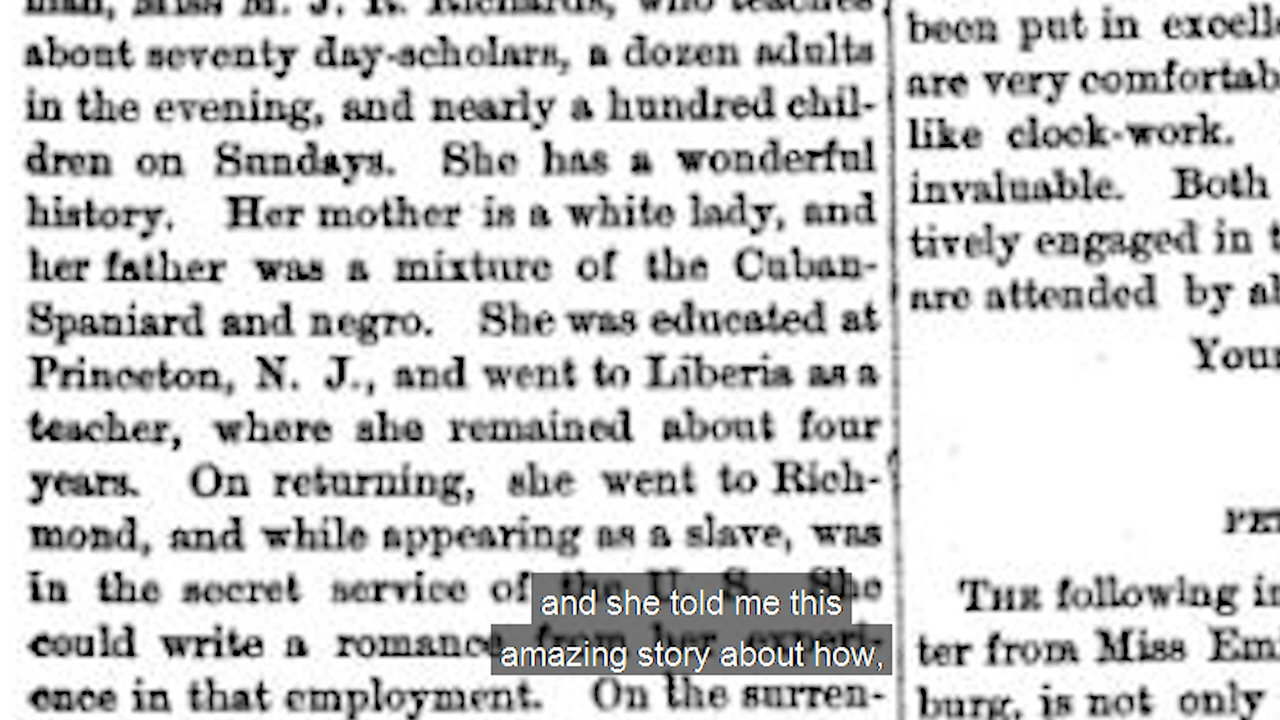 man, Miss M. J. R. Richards, who teaches
about seventy day-scholars, a dozen adults
in the evening, and nearly a hundred chil-
dren on Sundays. She has a wonderful
history. Her mother is a white lady, and
her father was a mixture of the Cuban-
Spaniard and negro. She was educated at
Princeton, N. J., and went to Liberia as a
teacher, where she remained about four
years. On returning, she went to Rich-
mond, and while appearing as a slave, was
in the secret service of the U. S. She
could write a romance from her experi-
ence in that employment. On the surren-
been put in excelle
are very comfortab
like clock-work.
invaluable. Both
tively engaged in t
are attended by al
Your
PET
THE following in
ter from Miss Em
burg, is not only
and she told me this
amazing story about how,